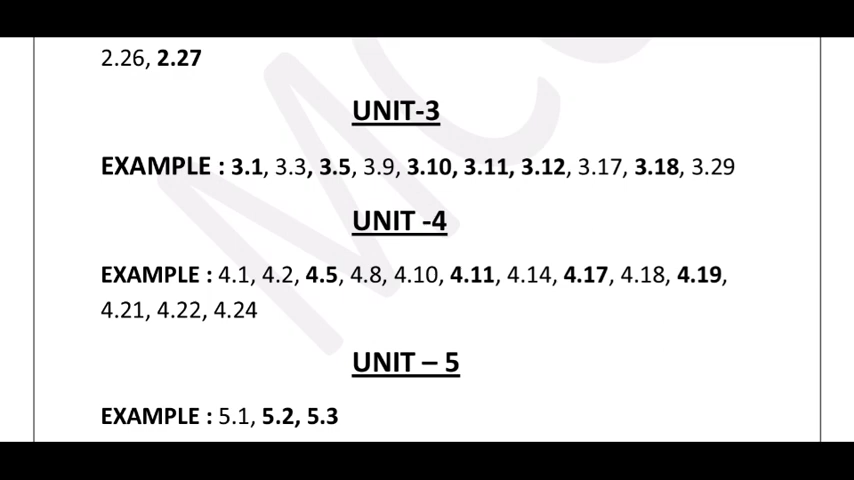 2.26, 2.27
UNIT-3
EXAMPLE : 3.1, 3.3, 3.5, 3.9, 3.10, 3.11, 3.12, 3.17, 3.18, 3.29
UNIT -4
EXAMPLE : 4.1, 4.2, 4.5, 4.8, 4.10, 4.11, 4.14, 4.17, 4.18, 4.19,
4.21, 4.22, 4.24
UNIT – 5
EXAMPLE : 5.1, 5.2, 5.3